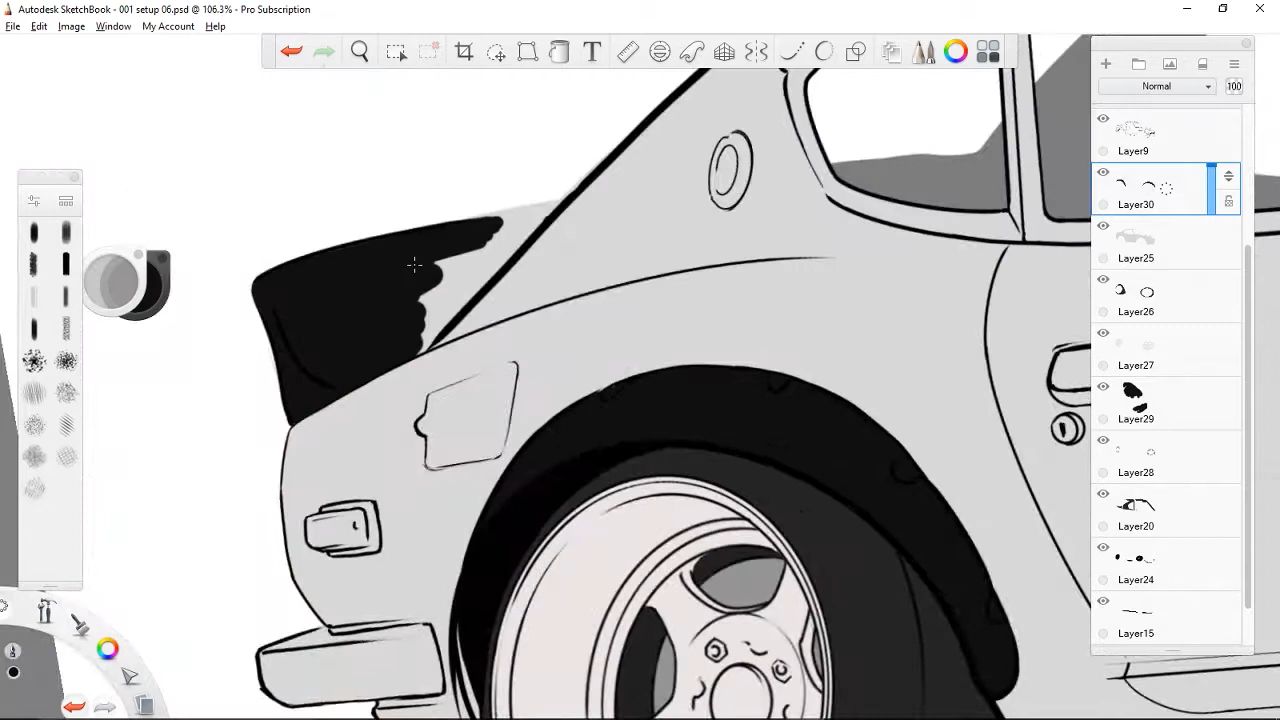 Autodesk SketchBook - 001 setup 06.psd @ 106.3% - Pro Subscription
File Edit Image Window My Account Help
T
Normal 100
Layer9
Layer30
Layer25
Layer26
Layer27
Layer29
Layer28
Layer20
Layer24
Layer15